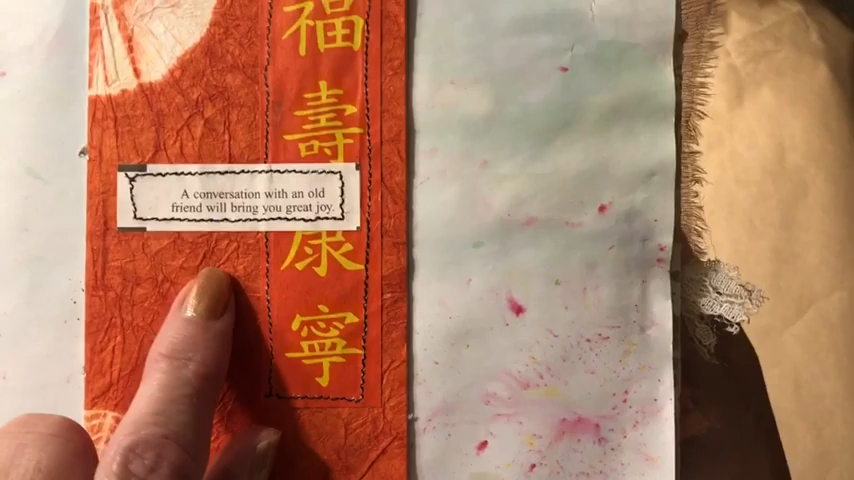 福
壽
康
寧
A conversation with an old
friend will bring you great joy.